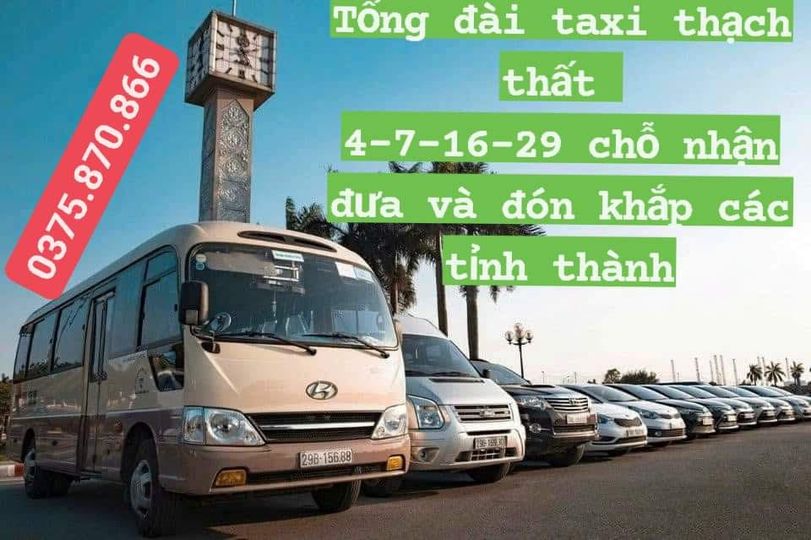 Tổng đài taxi thạch
thất
4-7-16-29 chỗ nhận
đưa và đón khắp các
tỉnh thành
0375.870.866
29B-156.88